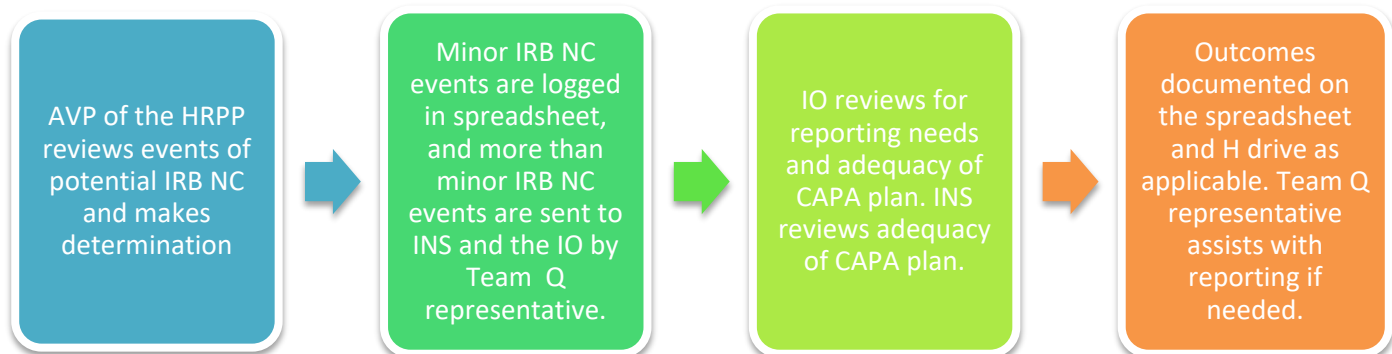 AVP of the HRPP
reviews events of
potential IRB NC
and makes
determination
Minor IRB NC
events are logged
in spreadsheet,
and more than
minor IRB NC
events are sent to
INS and the IO by
Team Q
representative.
IO reviews for
reporting needs
and adequacy of
CAPA plan. INS
reviews adequacy
of CAPA plan.
Outcomes
documented on
the spreadsheet
and H drive as
applicable. Team Q
representative
assists with
reporting if
needed.